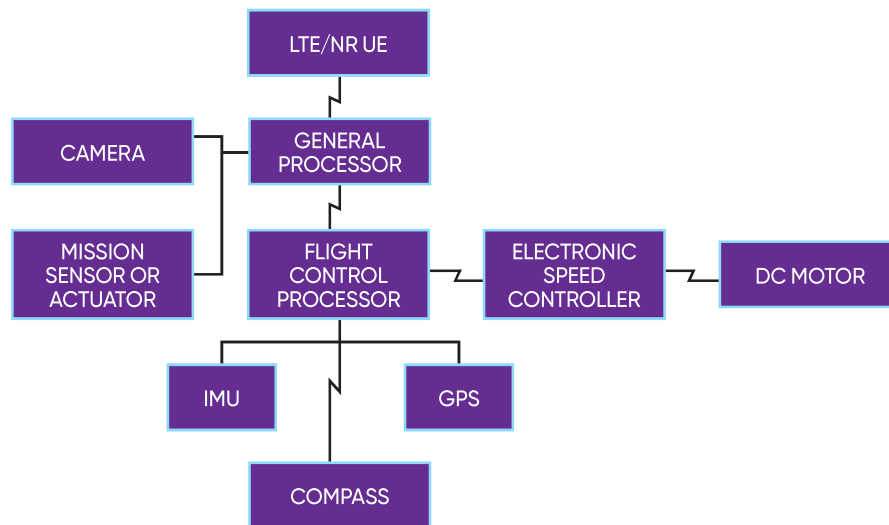 LTE/NR UE
CAMERA
GENERAL
PROCESSOR
MISSION
SENSOR OR
ACTUATOR
FLIGHT
CONTROL
PROCESSOR
ELECTRONIC
SPEED
CONTROLLER
DC MOTOR
IMU
GPS
COMPASS